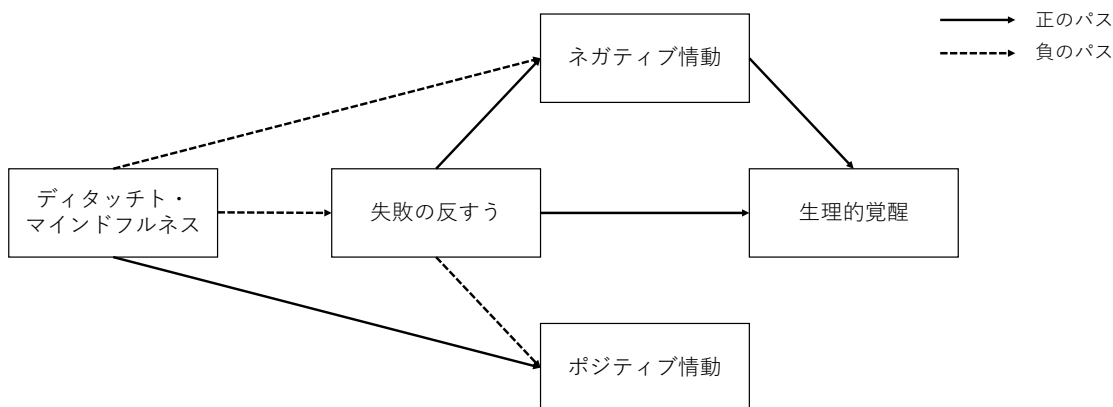 正のパス
負のパス
ネガティブ情動
ディタッチト・
マインドフルネス
失敗の反すう
生理的覚醒
ポジティブ情動